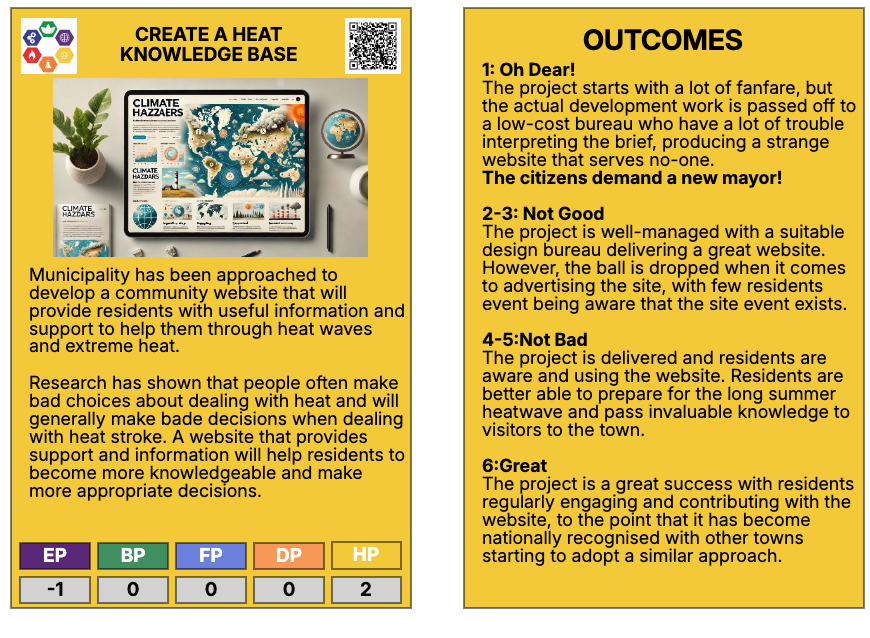 CREATE A HEAT
KNOWLEDGE BASE
CLIMATE
HAZZAERS
CLIMATE
HAZDARS
CLIMATE
HAZDARS
Municipality has been approached to
develop a community website that will
provide residents with useful information and
support to help them through heat waves
and extreme heat.
Research has shown that people often make
bad choices about dealing with heat and will
generally make bade decisions when dealing
with heat stroke. A website that provides
support and information will help residents to
become more knowledgeable and make
more appropriate decisions.
EP BP FP DP HP
-1 0 0 0 2
OUTCOMES
1: Oh Dear!
The project starts with a lot of fanfare, but
the actual development work is passed off to
a low-cost bureau who have a lot of trouble
interpreting the brief, producing a strange
website that serves no-one.
The citizens demand a new mayor!
2-3: Not Good
The project is well-managed with a suitable
design bureau delivering a great website.
However, the ball is dropped when it comes
to advertising the site, with few residents
event being aware that the site event exists.
4-5:Not Bad
The project is delivered and residents are
aware and using the website. Residents are
better able to prepare for the long summer
heatwave and pass invaluable knowledge to
visitors to the town.
6:Great
The project is a great success with residents
regularly engaging and contributing with the
website, to the point that it has become
nationally recognised with other towns
starting to adopt a similar approach.